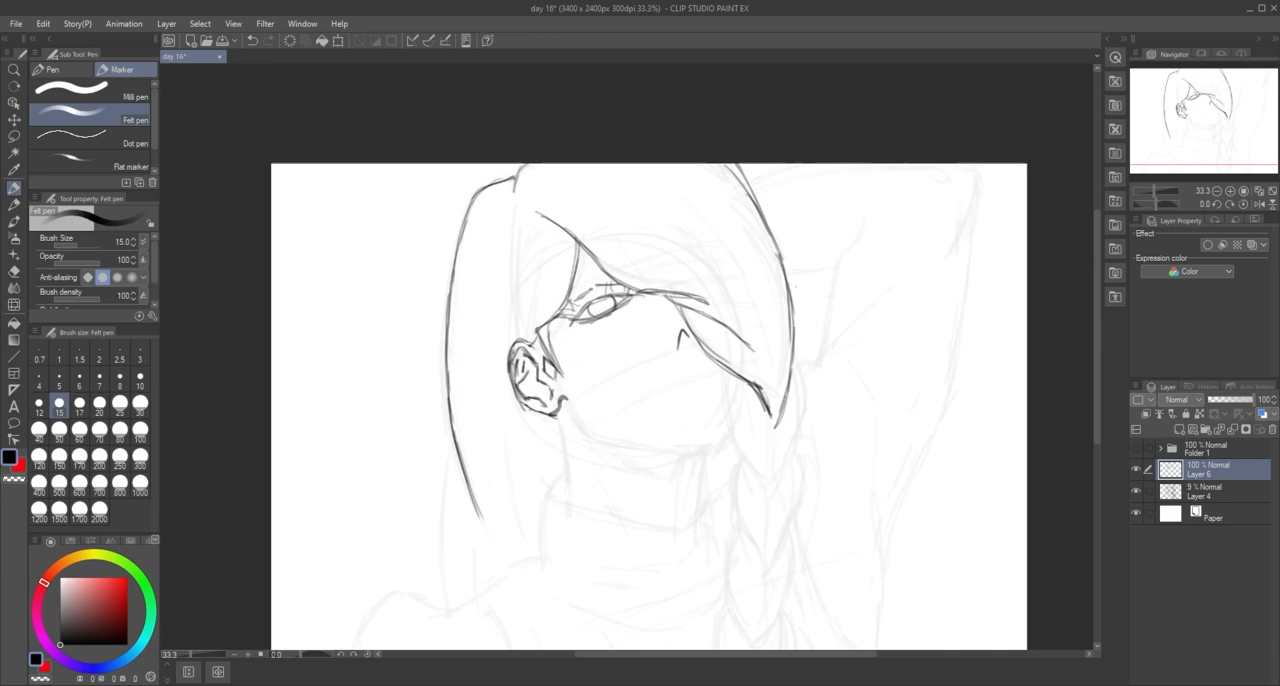 day 16* (3400 x 2400px 300dpi 33.3%) - CLIP STUDIO PAINT EX
File Edit Story(P) Animation Layer Select View Filter Window Help
Sub Tool: Pen
day 16*
Navigator
Pen Marker
Milli pen
Felt pen
Dot pen
Flat marker
Tool property: Felt pen
33.3
0.0
Felt pen
Layer Property
Effect
Brush Size 15.0
Opacity 100
Expression color
Anti-aliasing
Color
Brush density 100
Brush size: Felt pen
0.7 1 1.5 2 2.5 3
4 5 6 7 8 10
Layer History Auto Action
Normal 100
12 15 17 20 25 30
40 50 60 70 80 100
100 % Normal
Folder 1
120 150 170 200 250 300
100 % Normal
Layer 6
400 500 600 700 800 1000
9 % Normal
Layer 4
1200 1500 1700 2000
Paper
33.3 0.0
0 0 0